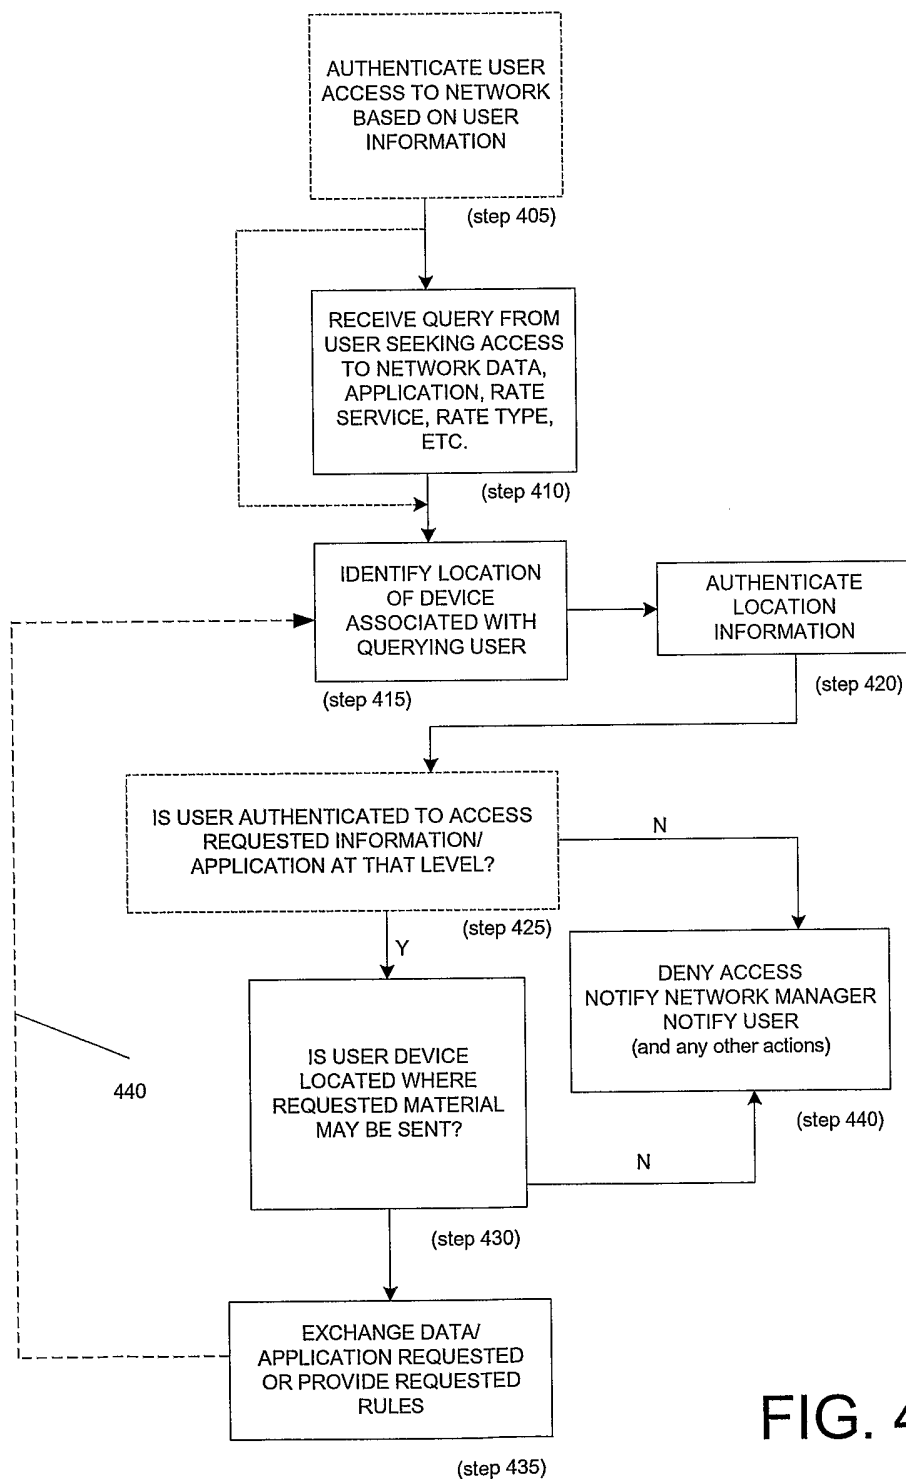 AUTHENTICATE USER
ACCESS TO NETWORK
BASED ON USER
INFORMATION
(step 405)
RECEIVE QUERY FROM
USER SEEKING ACCESS
TO NETWORK DATA,
APPLICATION, RATE
SERVICE, RATE TYPE,
ETC.
(step 410)
IDENTIFY LOCATION
OF DEVICE
ASSOCIATED WITH
QUERYING USER
(step 415)
AUTHENTICATE
LOCATION
INFORMATION
(step 420)
IS USER AUTHENTICATED TO ACCESS
REQUESTED INFORMATION/
APPLICATION AT THAT LEVEL?
(step 425)
N
Y
DENY ACCESS
NOTIFY NETWORK MANAGER
NOTIFY USER
(and any other actions)
(step 440)
IS USER DEVICE
LOCATED WHERE
REQUESTED MATERIAL
MAY BE SENT?
(step 430)
N
440
EXCHANGE DATA/
APPLICATION REQUESTED
OR PROVIDE REQUESTED
RULES
(step 435)
FIG. 4